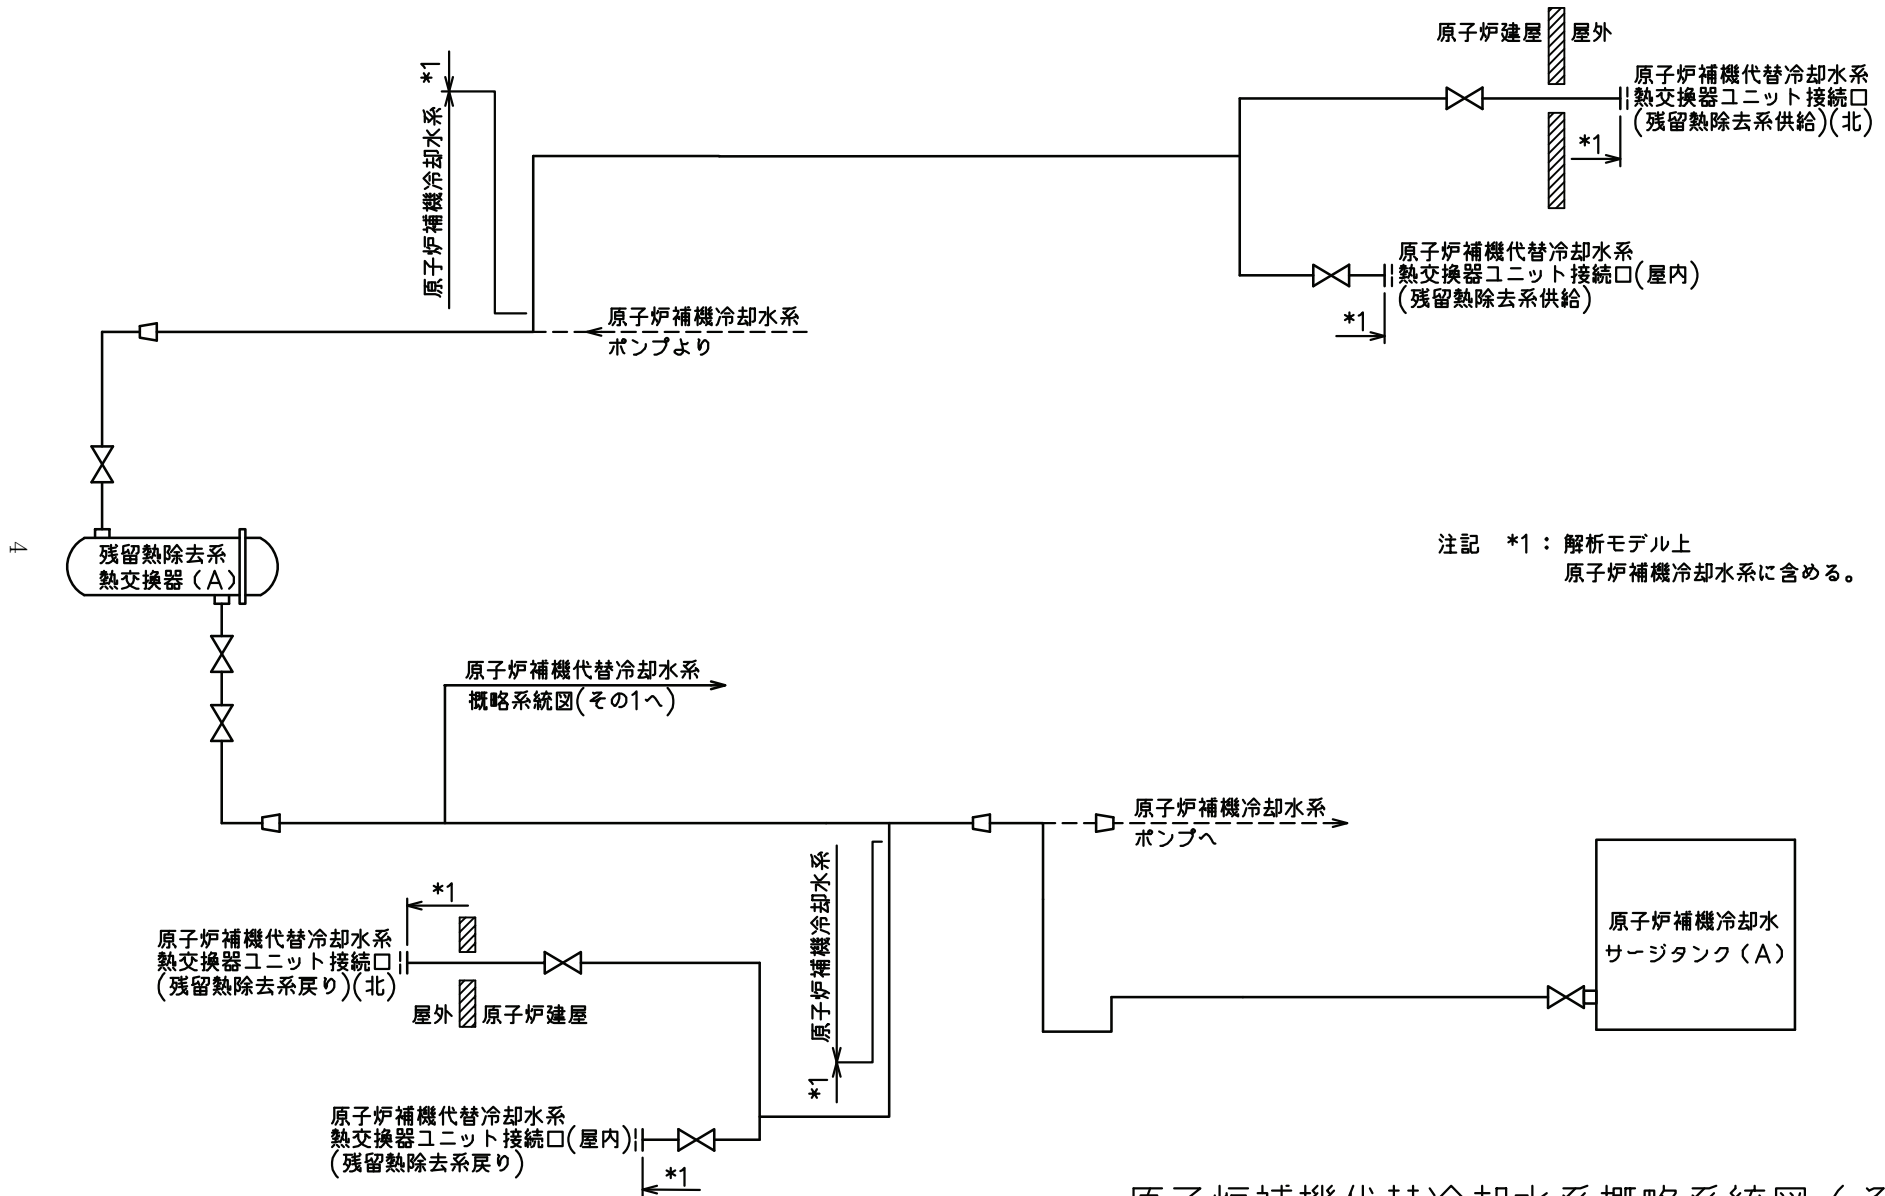 原子炉建屋 屋外
原子炉補機代替冷却水系
熱交換器ユニット接続口
(残留熱除去系供給)(北)
*1
*1
原子炉補機冷却水系
原子炉補機代替冷却水系
熱交換器ユニット接続口(屋内)
(残留熱除去系供給)
*1
原子炉補機冷却水系
ポンプより
4
残留熱除去系
熱交換器(A)
注記 *1:解析モデル上
原子炉補機冷却水系に含める。
原子炉補機代替冷却水系
概略系統図(その1へ)
原子炉補機冷却水系
ポンプへ
原子炉補機冷却水系
*1
*1
原子炉補機代替冷却水系
熱交換器ユニット接続口
(残留熱除去系戻り)(北)
屋外 原子炉建屋
原子炉補機冷却水
サージタンク(A)
原子炉補機代替冷却水系
熱交換器ユニット接続口(屋内)
(残留熱除去系戻り)
*1